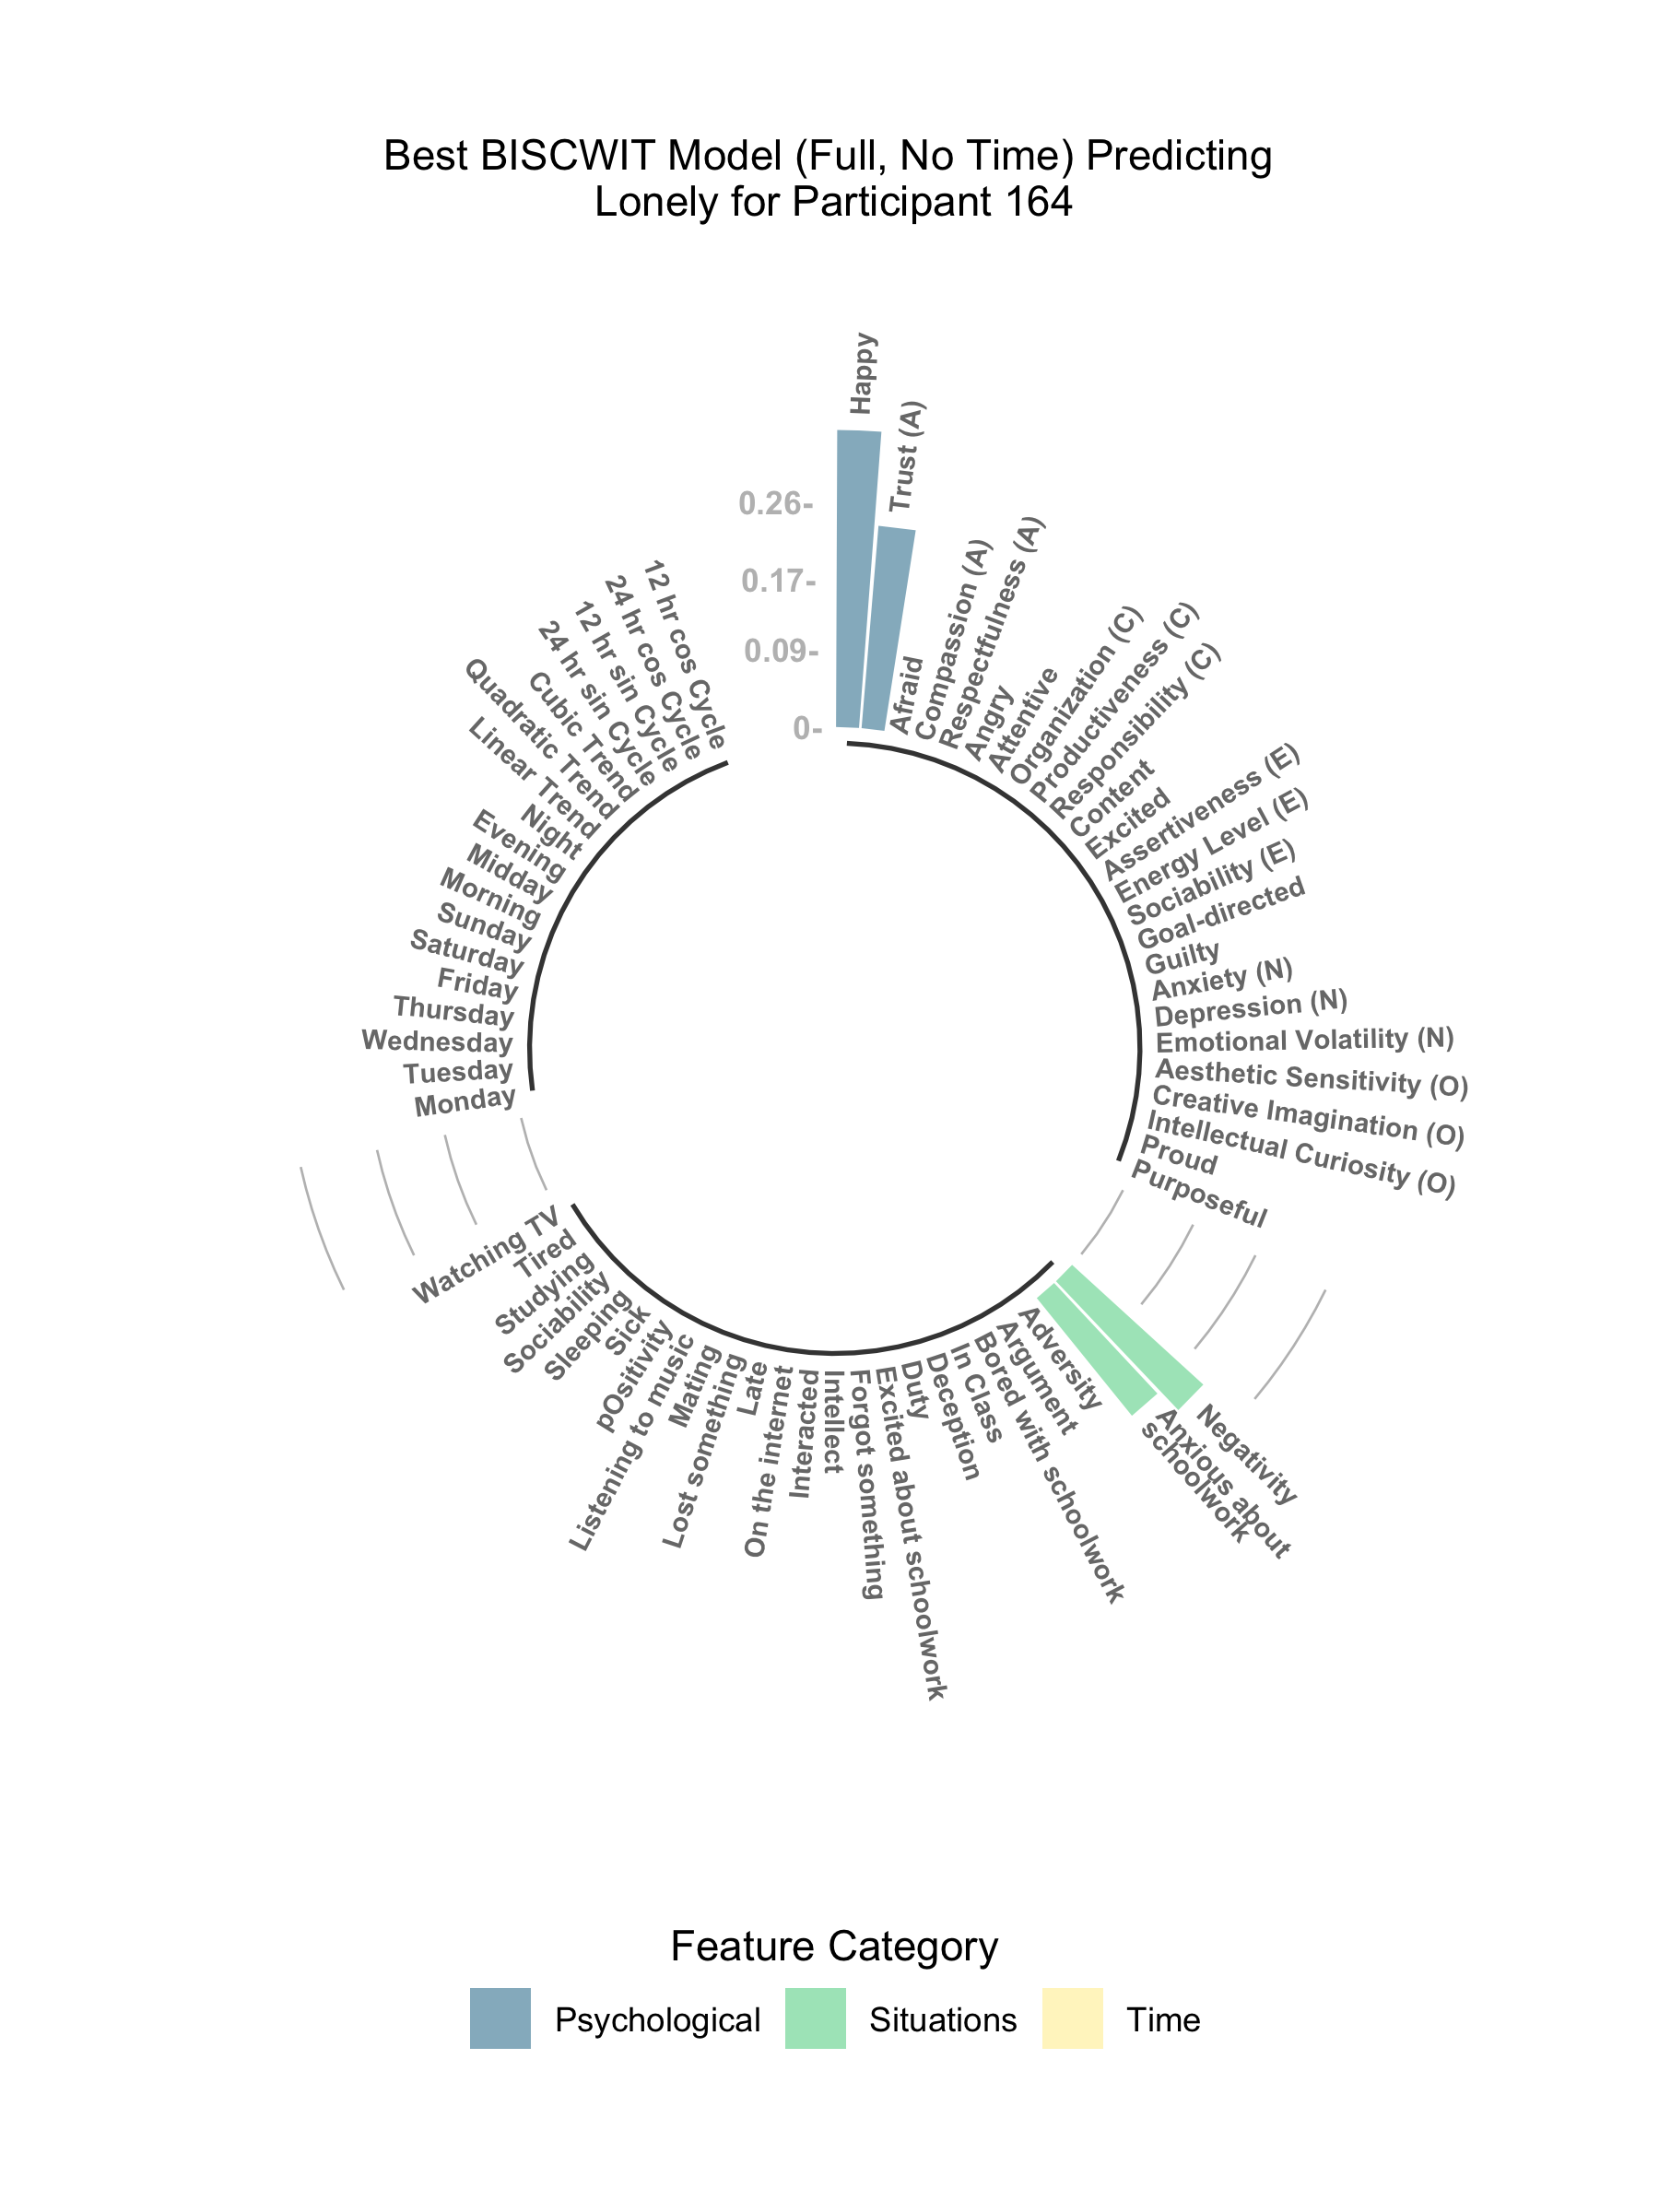 Best BISCWIT Model (Full, No Time) Predicting
Lonely for Participant 164
0.26-
0.17-
0.09-
0-
Happy
Trust (A)
Afraid
Compassion (A)
Respectfulness (A)
Angry
Attentive
Organization (C)
Productiveness (C)
Responsibility (C)
Content
Excited
Assertiveness (E)
Energy Level (E)
Sociability (E)
Goal-directed
Guilty
Anxiety (N)
Depression (N)
Emotional Volatility (N)
Aesthetic Sensitivity (O)
Creative Imagination (O)
Intellectual Curiosity (O)
Proud
Purposeful
Negativity
Anxious about
schoolwork
Adversity
Argument
Bored with schoolwork
In Class
Deception
Duty
Excited about schoolwork
Forgot something
Intellect
Interacted
On the internet
Late
Lost something
Mating
Listening to music
pOsitivity
Sick
Sleeping
Sociability
Studying
Tired
Watching TV
Monday
Tuesday
Wednesday
Thursday
Friday
Saturday
Sunday
Morning
Midday
Evening
Night
Linear Trend
Quadratic Trend
Cubic Trend
24 hr sin Cycle
12 hr sin Cycle
24 hr cos Cycle
12 hr cos Cycle
Feature Category
Psychological
Situations
Time